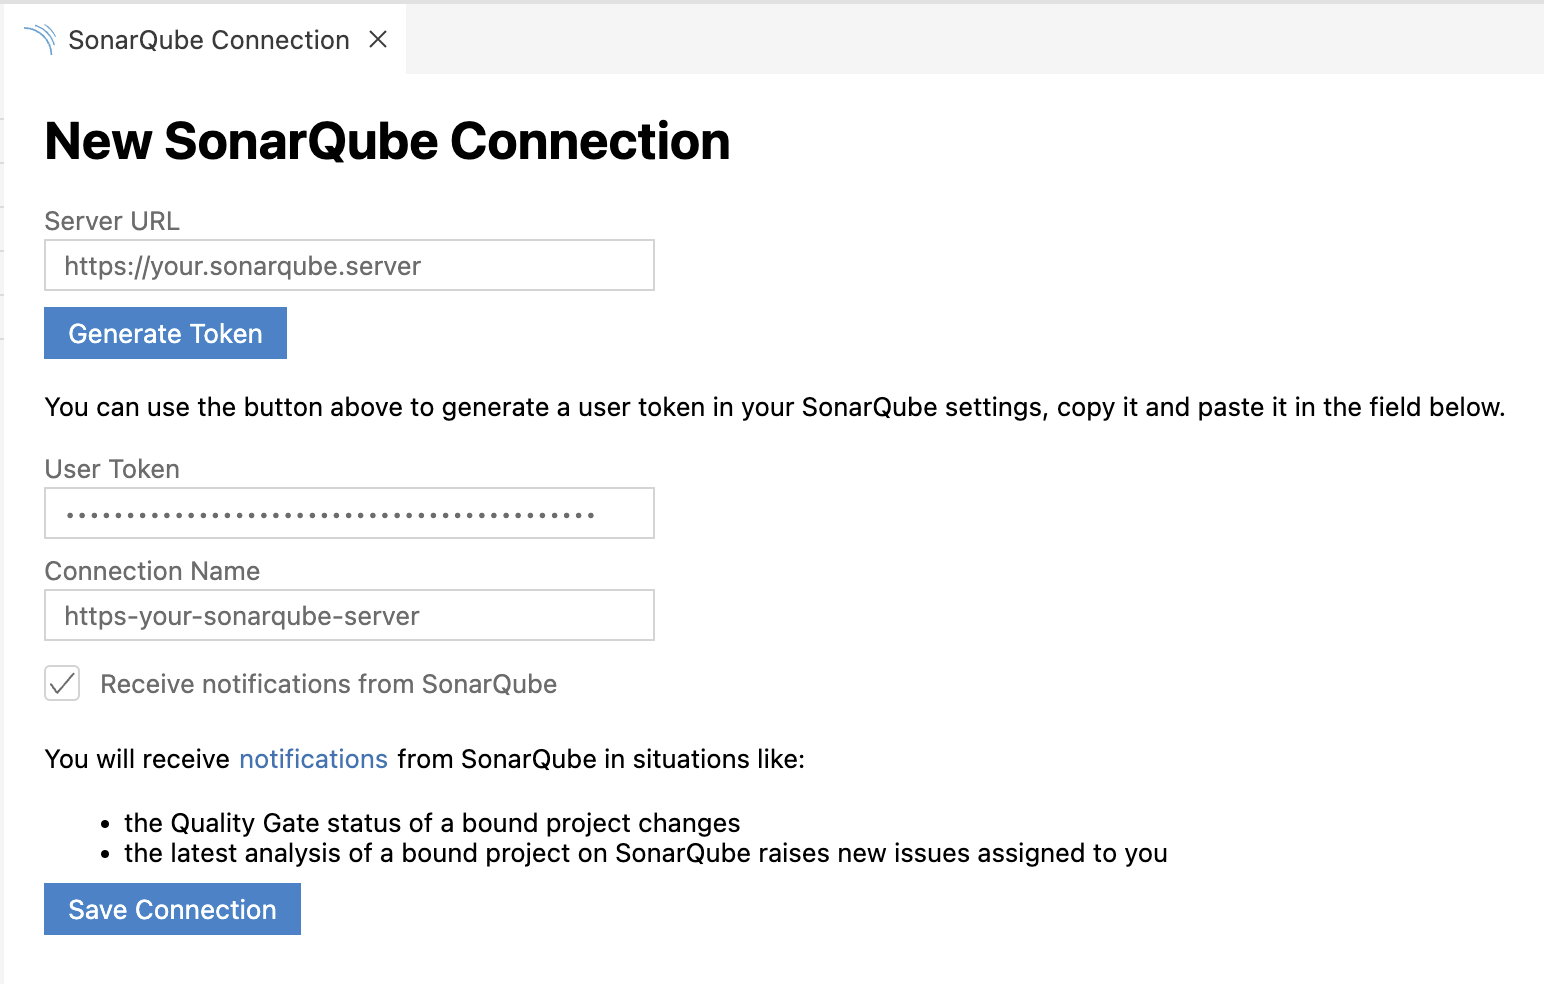 SonarQube Connection
New SonarQube Connection
Server URL
https://your.sonarqube.server
Generate Token
You can use the button above to generate a user token in your SonarQube settings, copy it and paste it in the field below.
User Token
••••••••••••••••••••••••••••••••••••••••••••
Connection Name
https-your-sonarqube-server
Receive notifications from SonarQube
You will receive notifications from SonarQube in situations like:
• the Quality Gate status of a bound project changes
• the latest analysis of a bound project on SonarQube raises new issues assigned to you
Save Connection